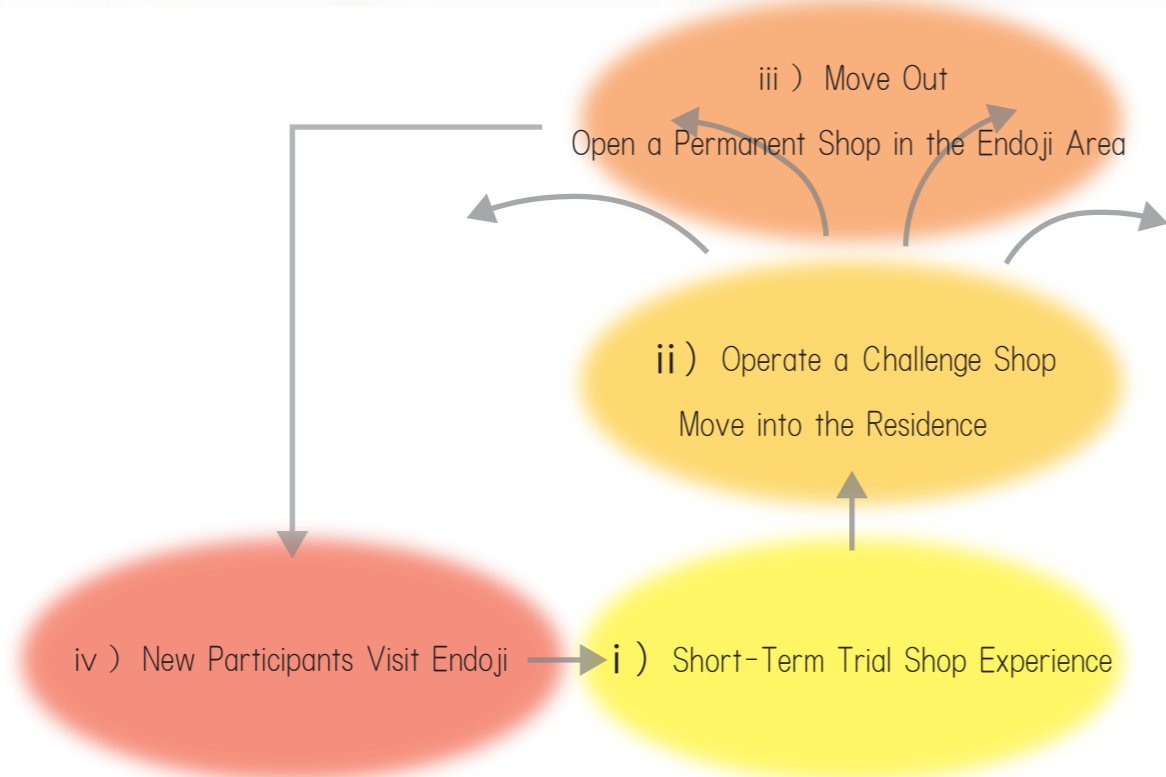 iii ) Move Out
Open a Permanent Shop in the Endoji Area
ii ) Operate a Challenge Shop
Move into the Residence
iv ) New Participants Visit Endoji
i ) Short-Term Trial Shop Experience